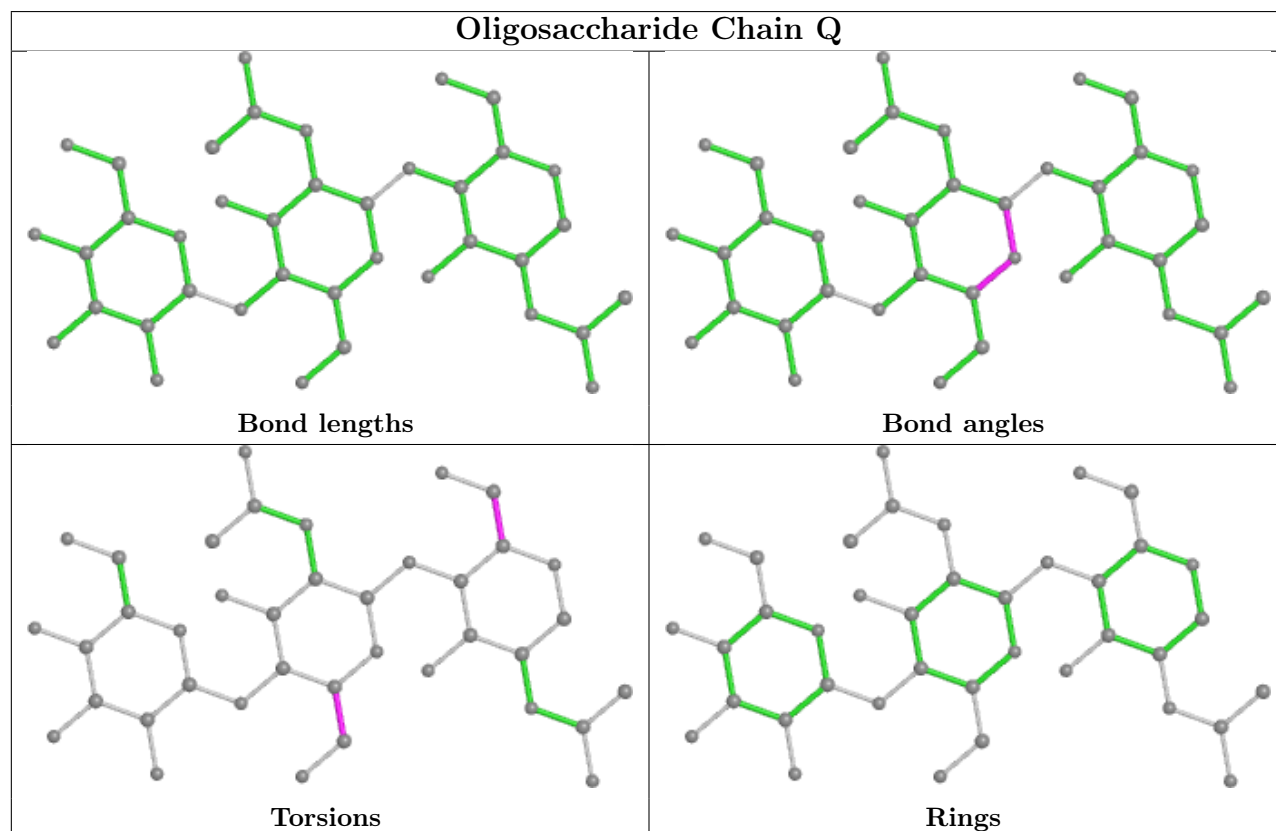 Oligosaccharide Chain Q
Bond lengths
Bond angles
Torsions
Rings